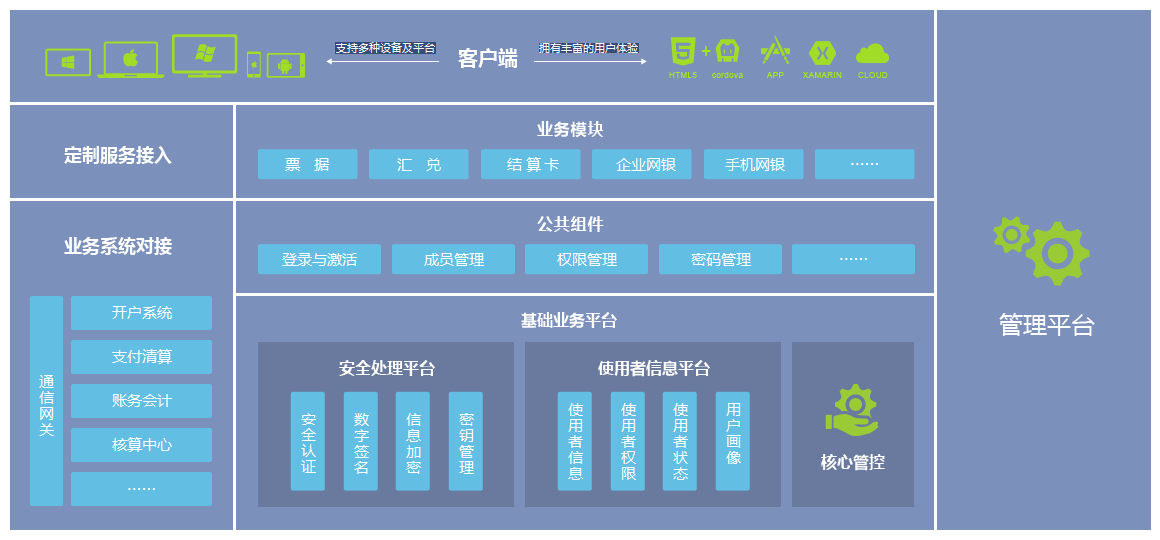 支持多种设备及平台
客户端
拥有丰富的用户体验
HTML5
+
cordova
APP
XAMARIN
CLOUD
定制服务接入
业务模块
票 据
汇 兑
结 算 卡
企业网银
手机网银
······
业务系统对接
通信网关
开户系统
支付清算
账务会计
核算中心
······
公共组件
登录与激活
成员管理
权限管理
密码管理
······
基础业务平台
安全处理平台
安全认证
数字签名
信息加密
密钥管理
使用者信息平台
使用者信息
使用者权限
使用者状态
用户画像
核心管控
管理平台